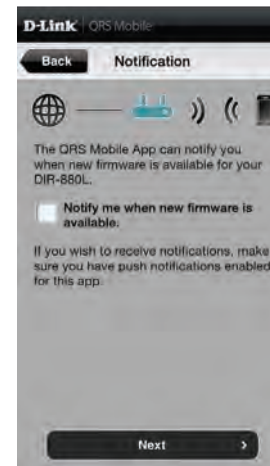 D-Link QRS Mobile
Back Notification
The QRS Mobile App can notify you
when new firmware is available for your
DIR-880L.
Notify me when new firmware is
available.
If you wish to receive notifications, make
sure you have push notifications enabled
for this app.
Next